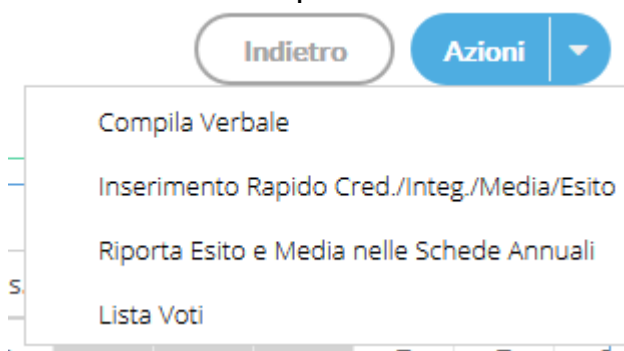 Indietro
Azioni
Compila Verbale
Inserimento Rapido Cred./Integ./Media/Esito
Riporta Esito e Media nelle Schede Annuali
s.
Lista Voti